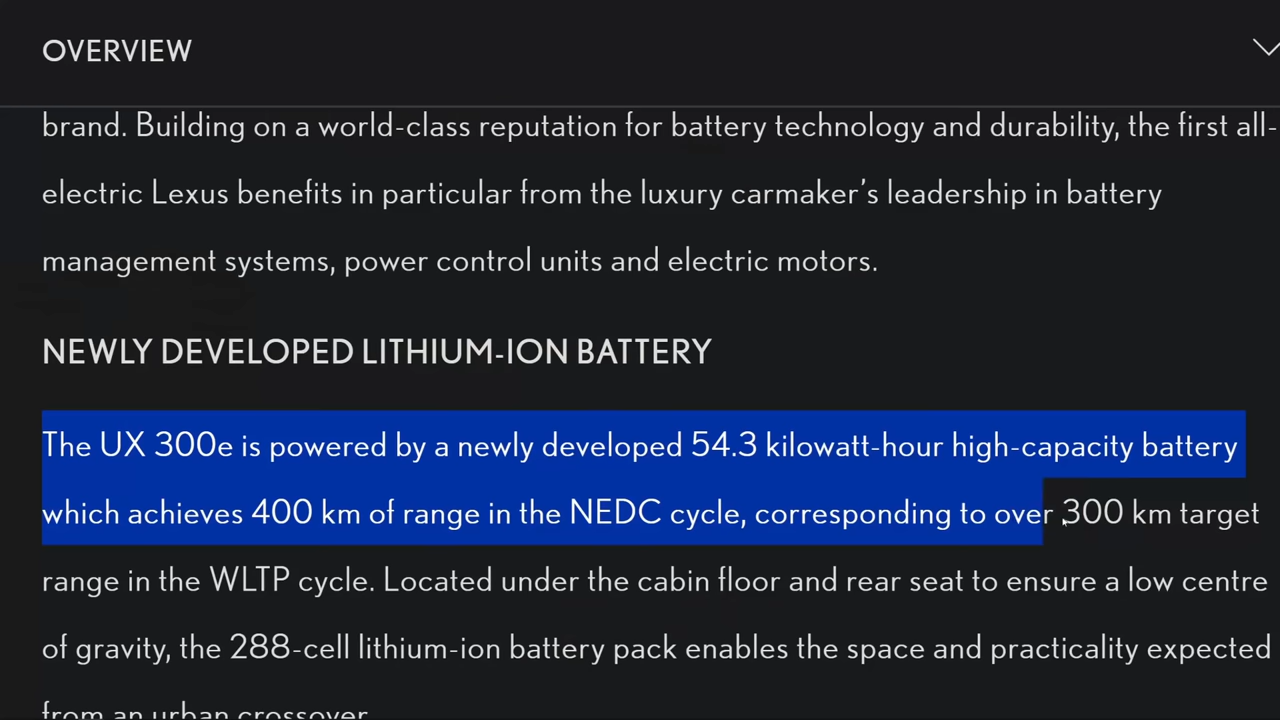 OVERVIEW
brand. Building on a world-class reputation for battery technology and durability, the first all-
electric Lexus benefits in particular from the luxury carmaker's leadership in battery
management systems, power control units and electric motors.
NEWLY DEVELOPED LITHIUM-ION BATTERY
The UX 300e is powered by a newly developed 54.3 kilowatt-hour high-capacity battery
which achieves 400 km of range in the NEDC cycle, corresponding to over 300 km target
range in the WLTP cycle. Located under the cabin floor and rear seat to ensure a low centre
of gravity, the 288-cell lithium-ion battery pack enables the space and practicality expected
from an urban crossover.